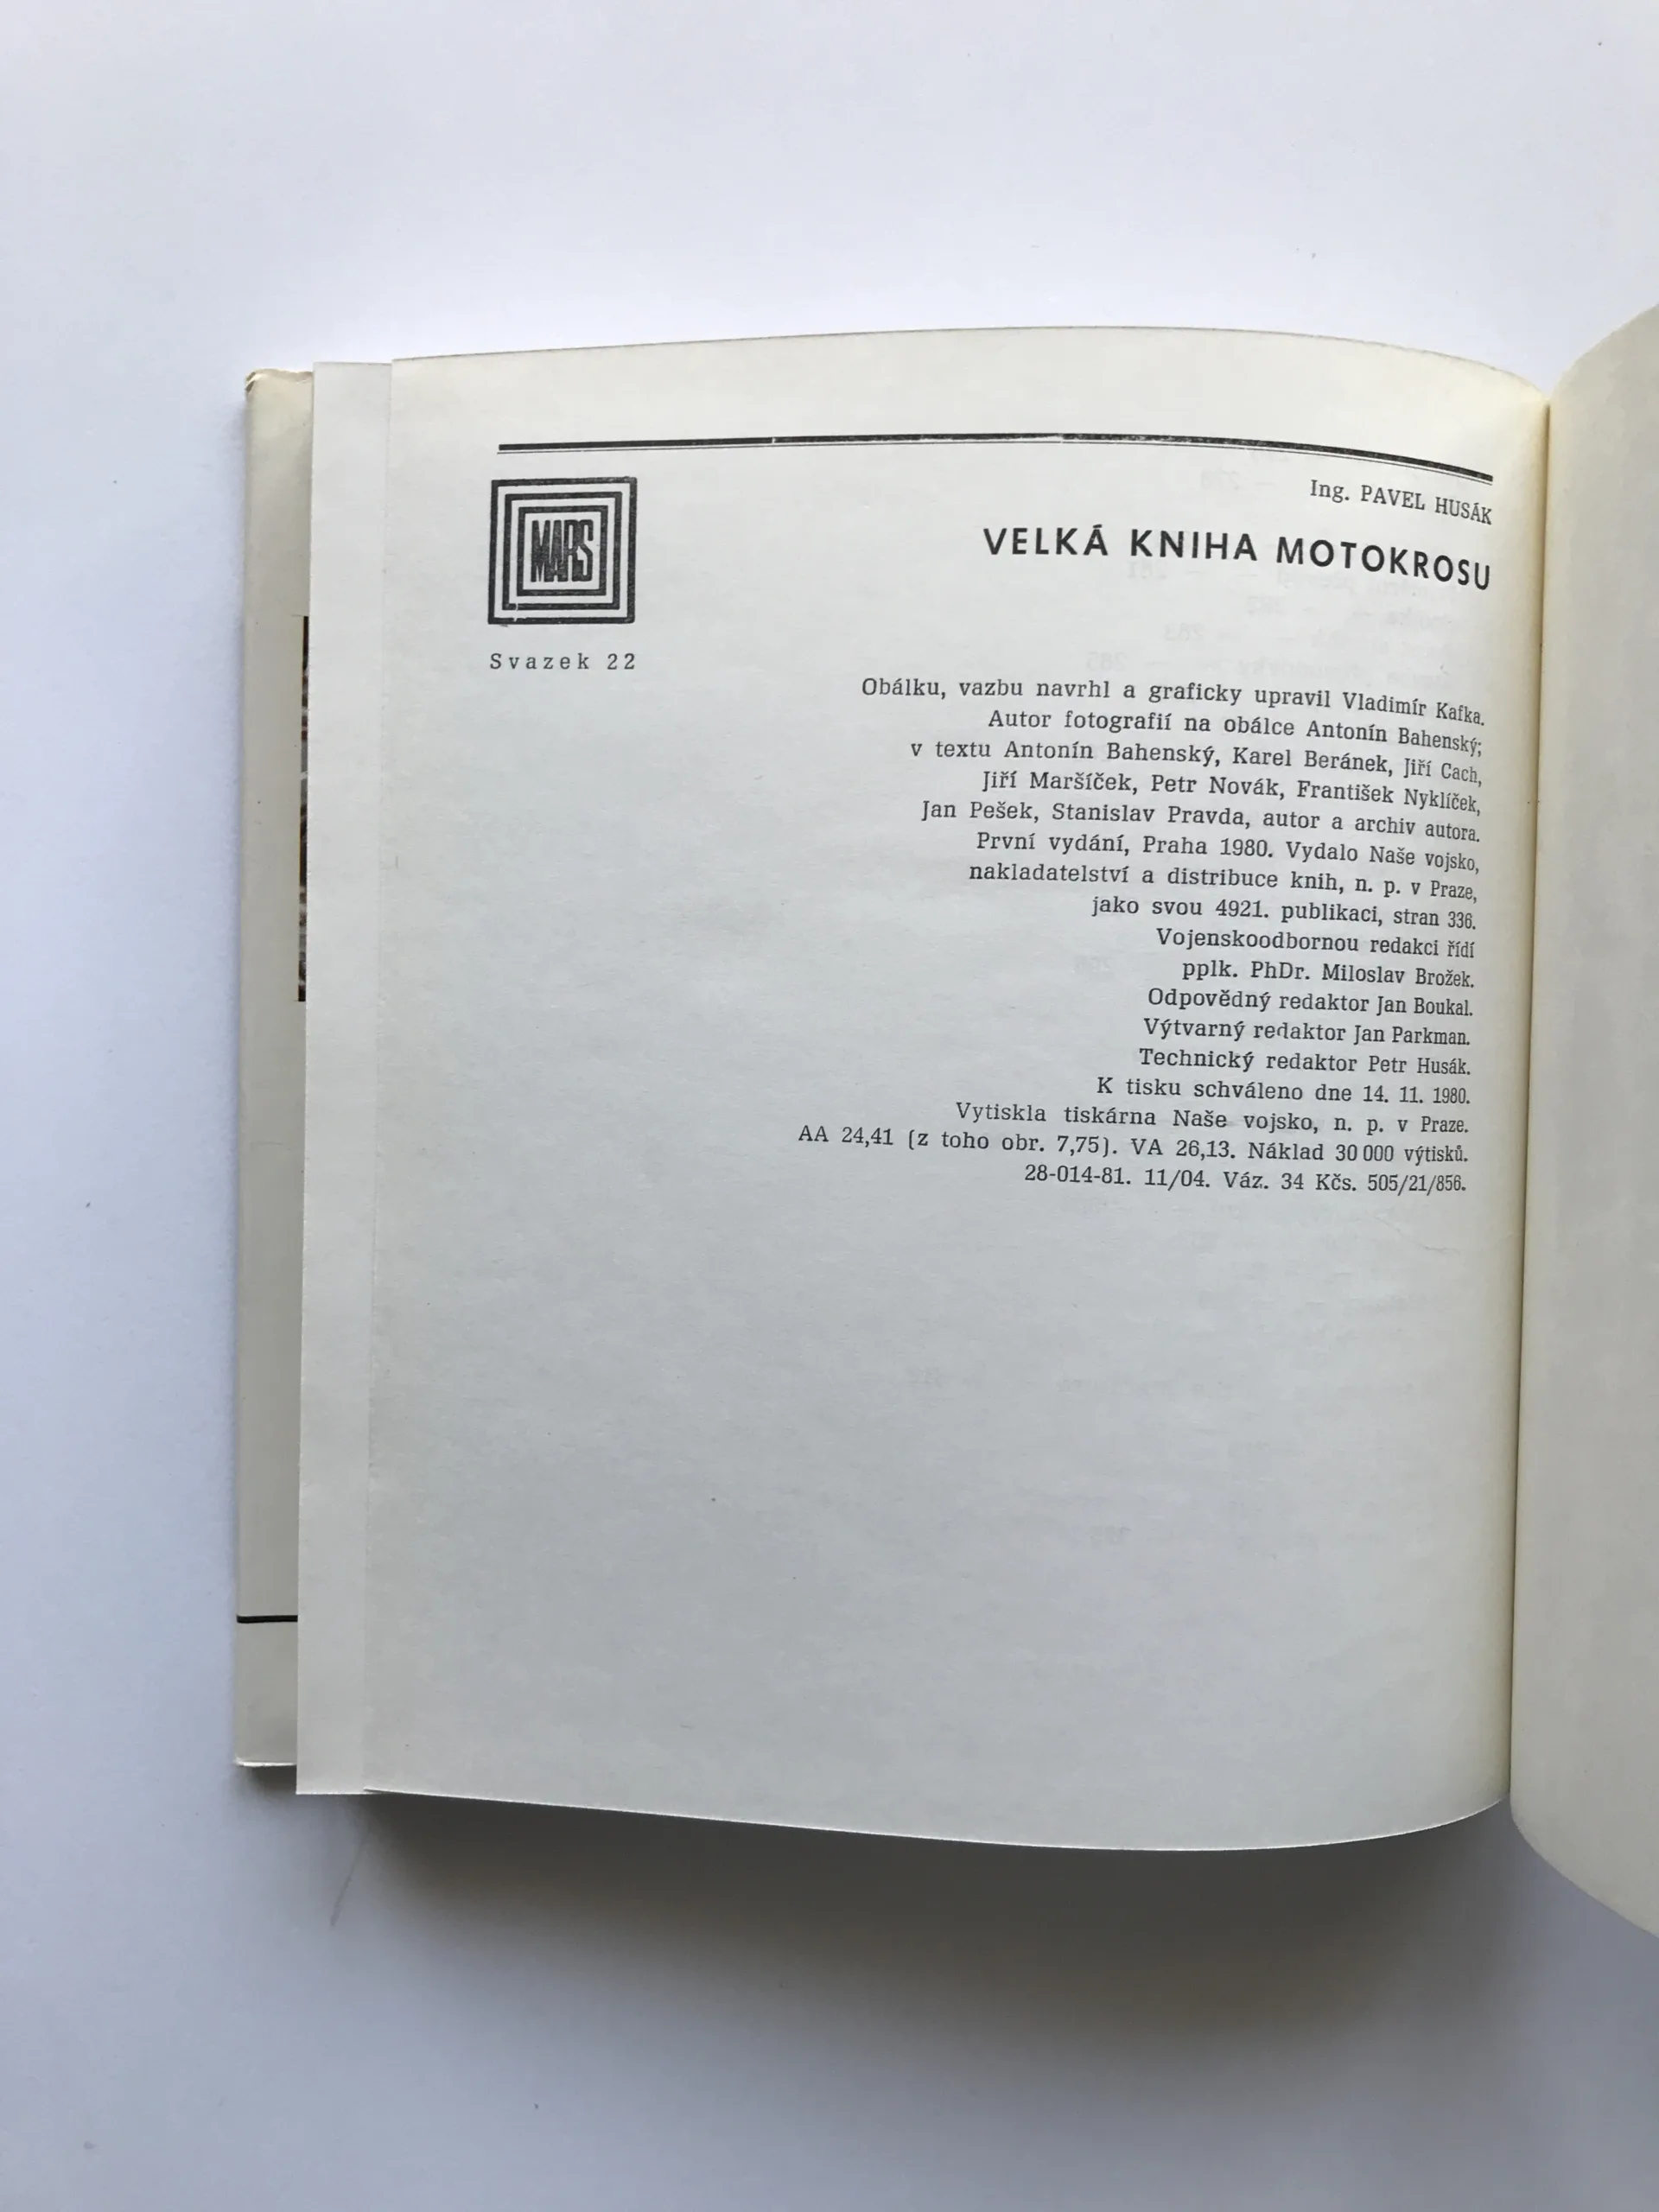 Ing. PAVEL HUSÁK
VELKÁ KNIHA MOTOKROSU
MARS
Svazek 22
Obálku, vazbu navrhl a graficky upravil Vladimír Kafka.
Autor fotografií na obálce Antonín Bahenský;
v textu Antonín Bahenský, Karel Beránek, Jiří Cach,
Jiří Maršíček, Petr Novák, František Nyklíček,
Jan Pešek, Stanislav Pravda, autor a archiv autora.
První vydání, Praha 1980. Vydalo Naše vojsko,
nakladatelství a distribuce knih, n. p. v Praze,
jako svou 4921. publikaci, stran 336.
Vojenskoodbornou redakci řídí
pplk. PhDr. Miloslav Brožek.
Odpovědný redaktor Jan Boukal.
Výtvarný redaktor Jan Parkman.
Technický redaktor Petr Husák.
K tisku schváleno dne 14. 11. 1980.
Vytiskla tiskárna Naše vojsko, n. p. v Praze.
AA 24,41 (z toho obr. 7,75). VA 26,13. Náklad 30 000 výtisků.
28-014-81. 11/04. Váz. 34 Kčs. 505/21/856.